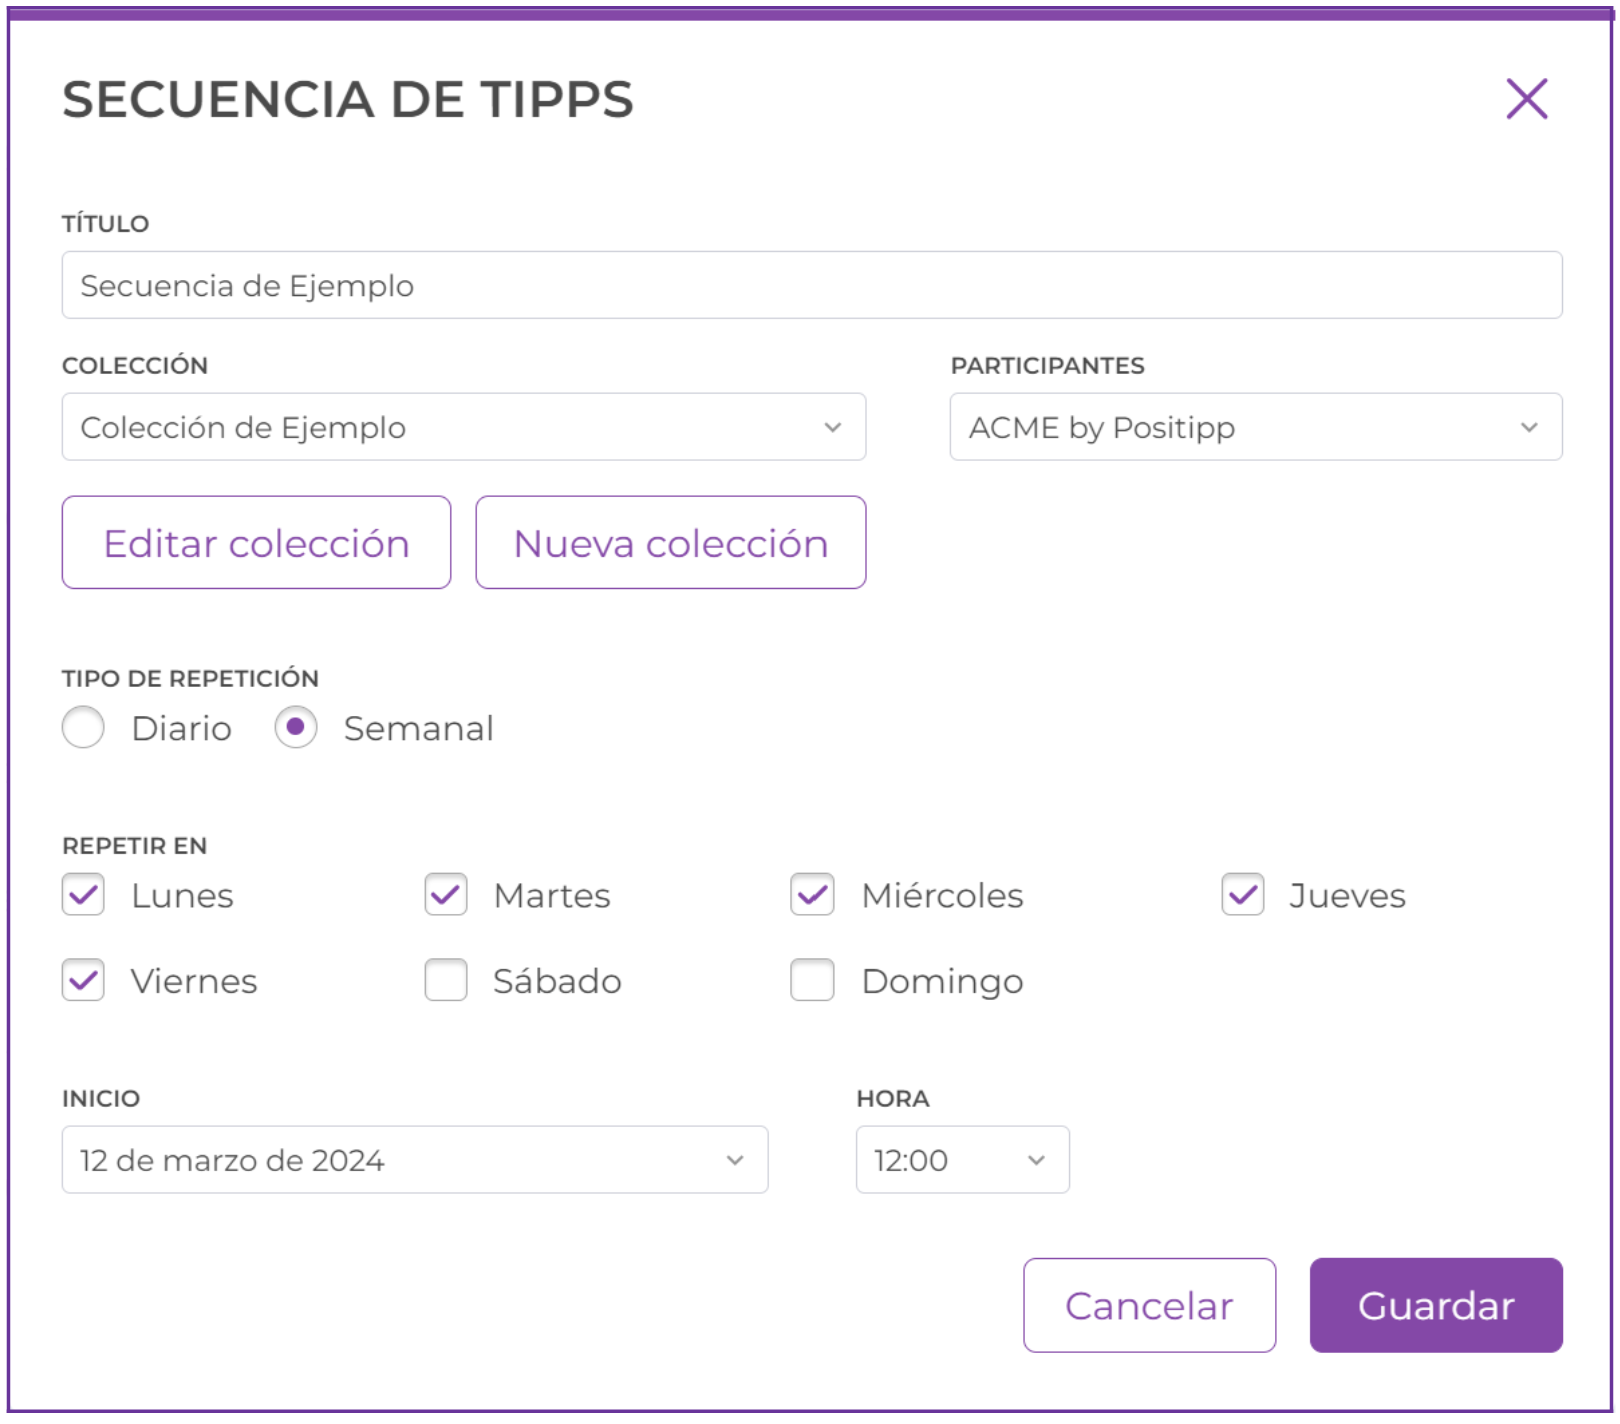 SECUENCIA DE TIPPS
TÍTULO
Secuencia de Ejemplo
COLECCIÓN
PARTICIPANTES
Colección de Ejemplo
ACME by Positipp
Editar colección
Nueva colección
TIPO DE REPETICIÓN
Diario
Semanal
REPETIR EN
Lunes
Martes
Miércoles
Jueves
Viernes
Sábado
Domingo
INICIO
HORA
12 de marzo de 2024
12:00
Cancelar
Guardar